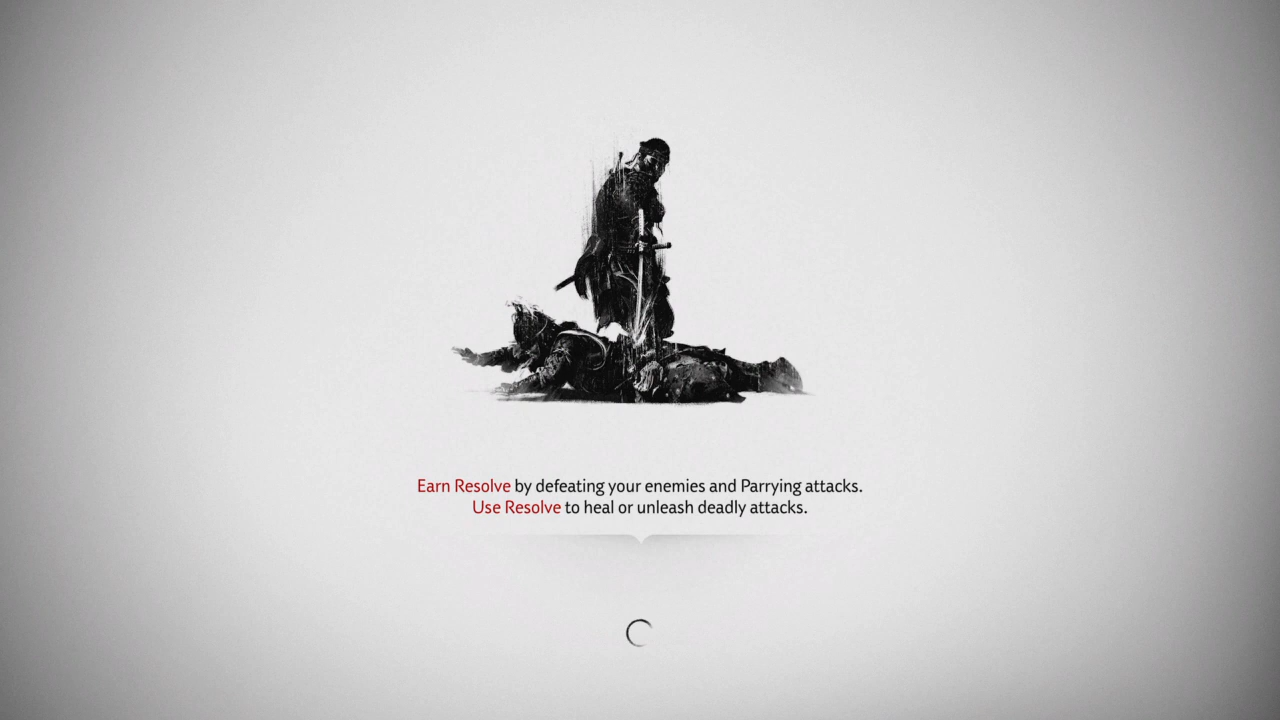 Earn Resolve by defeating your enemies and Parrying attacks.
Use Resolve to heal or unleash deadly attacks.